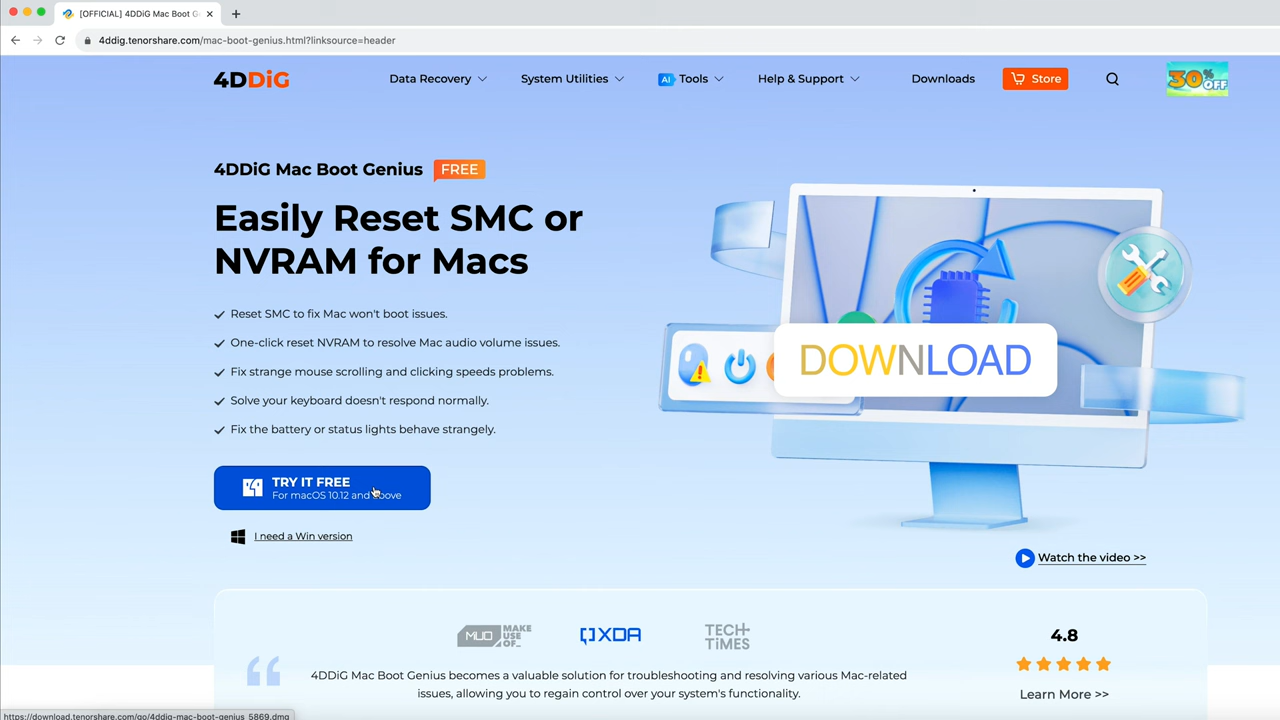 [OFFICIAL] 4DDiG Mac Boot G
4ddig.tenorshare.com/mac-boot-genius.html?linksource=header
4DDiG
Data Recovery
System Utilities
AI Tools
Help & Support
Downloads
Store
30% OFF
4DDiG Mac Boot Genius
FREE
Easily Reset SMC or
NVRAM for Macs
Reset SMC to fix Mac won't boot issues.
One-click reset NVRAM to resolve Mac audio volume issues.
Fix strange mouse scrolling and clicking speeds problems.
Solve your keyboard doesn't respond normally.
Fix the battery or status lights behave strangely.
DOWNLOAD
TRY IT FREE
For macOS 10.12 and above
I need a Win version
Watch the video >>
MUO MAKE USE OF_
XDA
TECH TIMES
4.8
4DDiG Mac Boot Genius becomes a valuable solution for troubleshooting and resolving various Mac-related
issues, allowing you to regain control over your system's functionality.
Learn More >>
https://download.tenorshare.com/go/4ddig-mac-boot-genius_5869.dmg